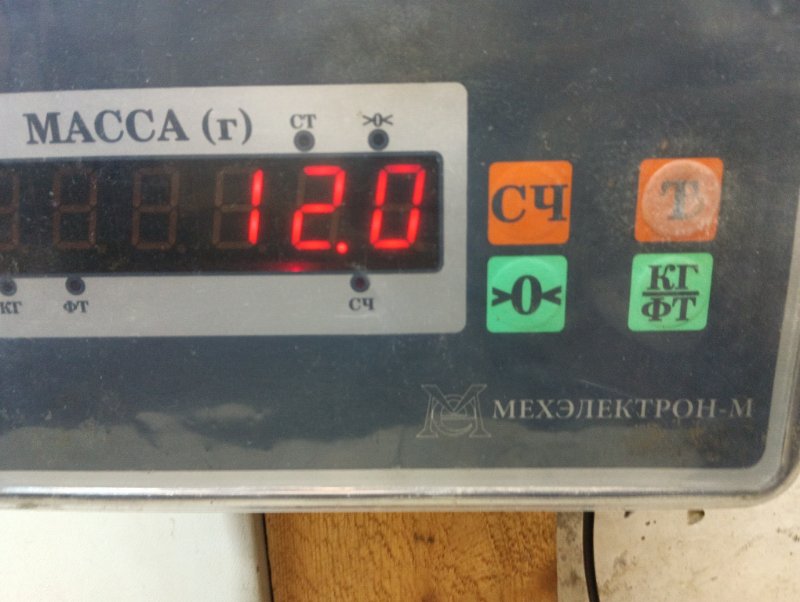 МАССА (г)
СТ
>0<
12.0
КГ
ФТ
СЧ
СЧ
Т
>0<
КГ
ФТ
МЕХЭЛЕКТРОН-М